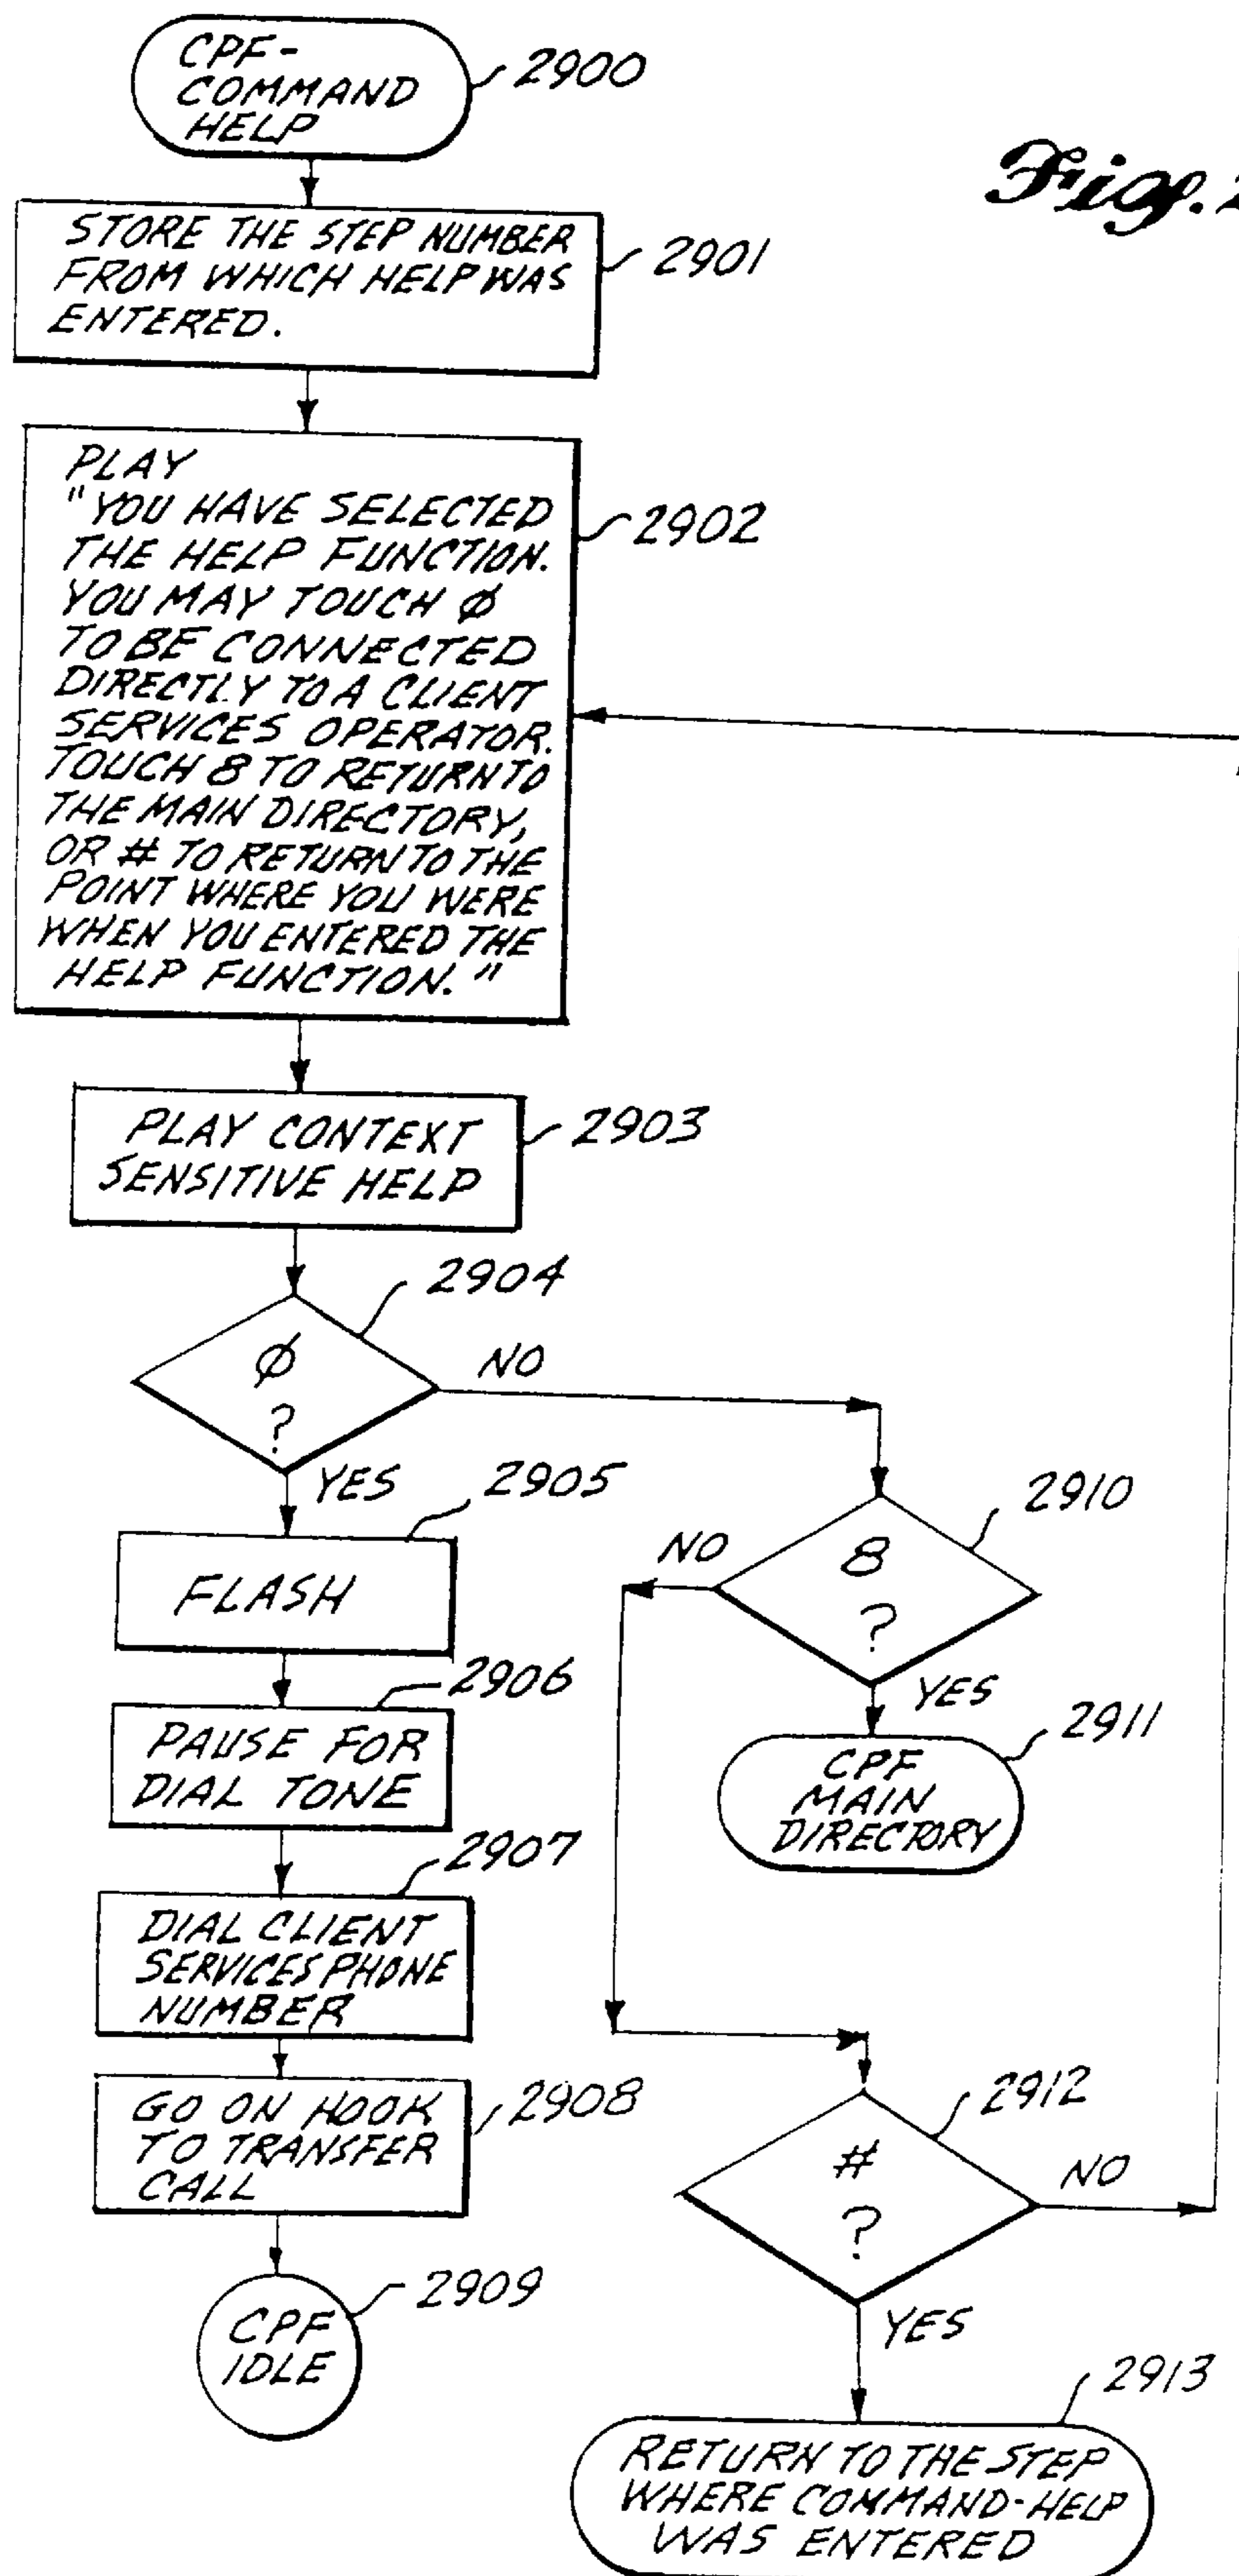 CPF-
COMMAND
HELP
2900
Fig. 2
STORE THE STEP NUMBER
FROM WHICH HELP WAS
ENTERED.
2901
PLAY
"YOU HAVE SELECTED
THE HELP FUNCTION.
YOU MAY TOUCH Ø
TO BE CONNECTED
DIRECTLY TO A CLIENT
SERVICES OPERATOR.
TOUCH 8 TO RETURN TO
THE MAIN DIRECTORY,
OR # TO RETURN TO THE
POINT WHERE YOU WERE
WHEN YOU ENTERED THE
HELP FUNCTION."
2902
PLAY CONTEXT
SENSITIVE HELP
2903
Ø
?
2904
NO
YES
FLASH
2905
PAUSE FOR
DIAL TONE
2906
DIAL CLIENT
SERVICES PHONE
NUMBER
2907
GO ON HOOK
TO TRANSFER
CALL
2908
CPF
IDLE
2909
8
?
2910
NO
YES
CPF
MAIN
DIRECTORY
2911
#
?
2912
NO
YES
RETURN TO THE STEP
WHERE COMMAND-HELP
WAS ENTERED
2913